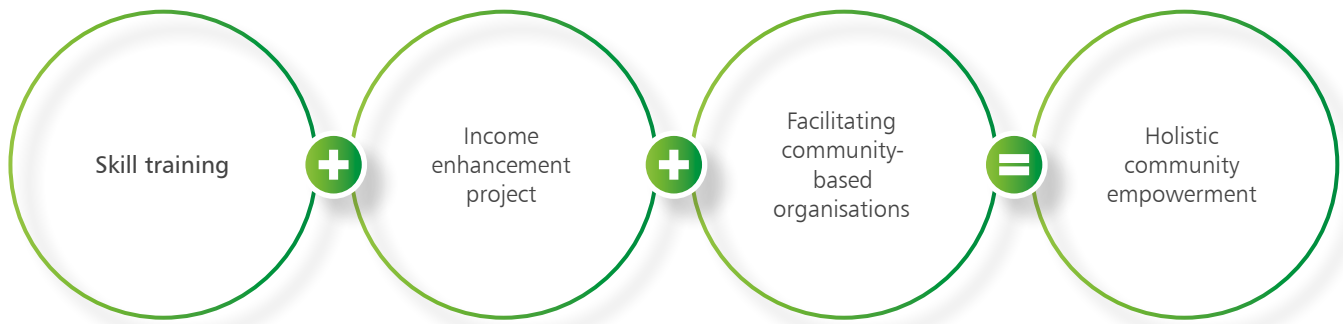 Skill training
+
Income
enhancement
project
+
Facilitating
community-
based
organisations
=
Holistic
community
empowerment